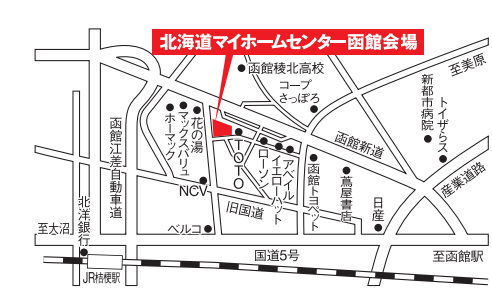 北海道マイホームセンター函館会場
函館稜北高校
コープ
さっぽろ
至美原
新都市病院
トイザらス
函館新道
産業道路
花の湯
マックスバリュ
ホーマック
函館江差自動車道
TOTO
ローソン
イエローハット
アベイル
函館トヨペット
蔦屋書店
日産
NCV
旧国道
ベルコ
北洋銀行
至大沼
国道5号
至函館駅
JR桔梗駅